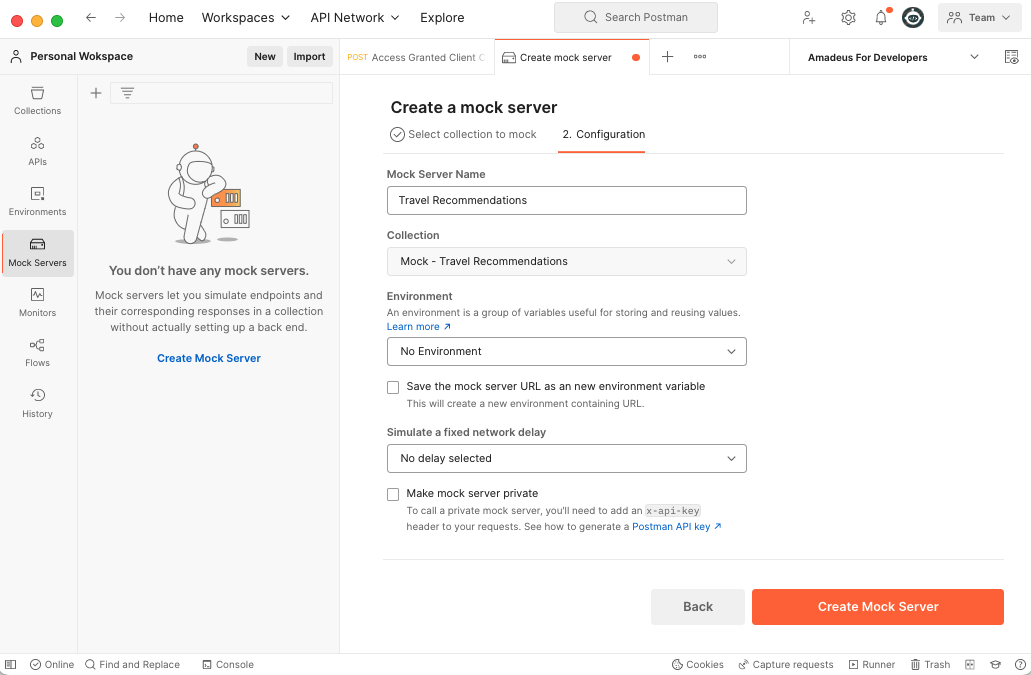 Home Workspaces API Network Explore Search Postman Team
Personal Wokspace New Import
POST Access Granted Client C Create mock server Amadeus For Developers
Collections
APIs
Environments
Mock Servers
Monitors
Flows
History
You don’t have any mock servers.
Mock servers let you simulate endpoints and
their corresponding responses in a collection
without actually setting up a back end.
Create Mock Server
Create a mock server
Select collection to mock 2. Configuration
Mock Server Name
Travel Recommendations
Collection
Mock - Travel Recommendations
Environment
An environment is a group of variables useful for storing and reusing values.
Learn more ↗
No Environment
Save the mock server URL as an new environment variable
This will create a new environment containing URL.
Simulate a fixed network delay
No delay selected
Make mock server private
To call a private mock server, you'll need to add an x-api-key
header to your requests. See how to generate a Postman API key ↗
Back Create Mock Server
Online Find and Replace Console Cookies Capture requests Runner Trash